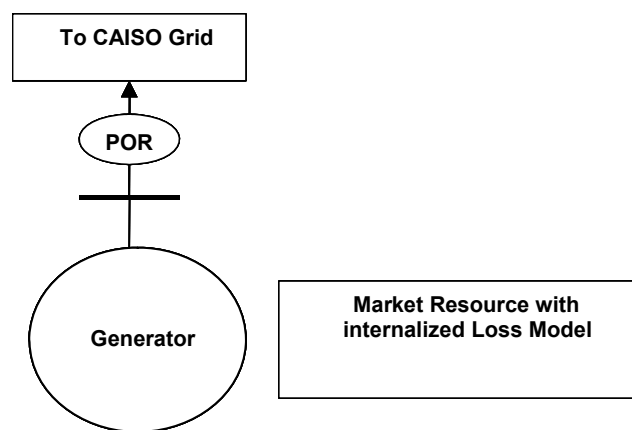 To CAISO Grid
POR
Generator
Market Resource with
internalized Loss Model